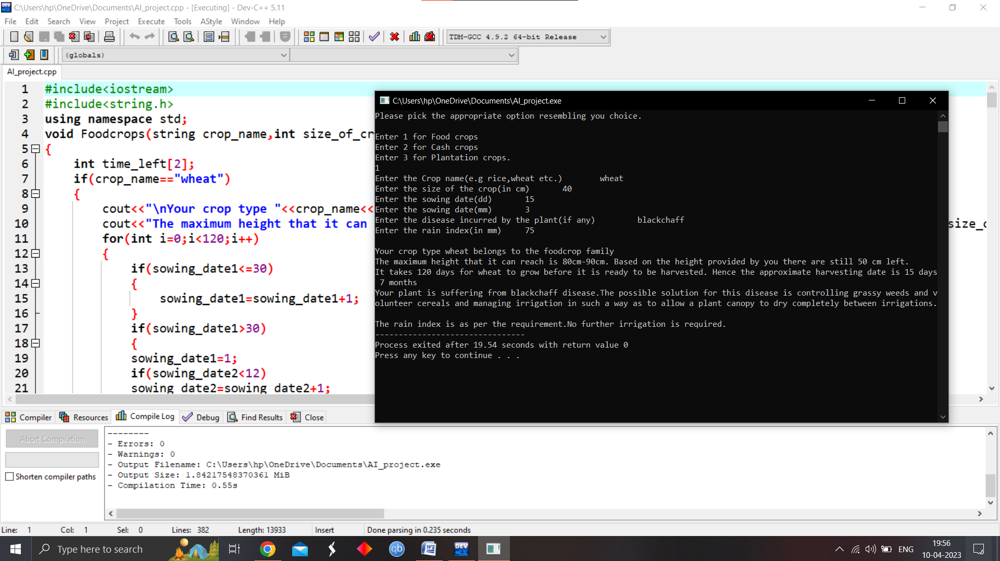 C:\Users\hp\OneDrive\Documents\AI_project.cpp - [Executing] - Dev-C++ 5.11
File Edit Search View Project Execute Tools AStyle Window Help
TDM-GCC 4.9.2 64-bit Release
(globals)
AI_project.cpp
1 #include<iostream>
2 #include<string.h>
3 using namespace std;
4 void Foodcrops(string crop_name,int size_of_cr
5 {
6 int time_left[2];
7 if(crop_name=="wheat")
8 {
9 cout<<"\nYour crop type "<<crop_name<<
10 cout<<"The maximum height that it can
size_c
11 for(int i=0;i<120;i++)
12 {
13 if(sowing_date1<=30)
14 {
15 sowing_date1=sowing_date1+1;
16 }
17 if(sowing_date1>30)
18 {
19 sowing_date1=1;
20 if(sowing_date2<12)
21 sowing_date2=sowing_date2+1;
C:\Users\hp\OneDrive\Documents\AI_project.exe
Please pick the appropriate option resembling you choice.
Enter 1 for Food crops
Enter 2 for Cash crops
Enter 3 for Plantation crops.
1
Enter the Crop name(e.g rice,wheat etc.) wheat
Enter the size of the crop(in cm) 40
Enter the sowing date(dd) 15
Enter the sowing date(mm) 3
Enter the disease incurred by the plant(if any) blackchaff
Enter the rain index(in mm) 75
Your crop type wheat belongs to the foodcrop family
The maximum height that it can reach is 80cm-90cm. Based on the height provided by you there are still 50 cm left.
It takes 120 days for wheat to grow before it is ready to be harvested. Hence the approximate harvesting date is 15 days
7 months
Your plant is suffering from blackchaff disease.The possible solution for this disease is controlling grassy weeds and v
olunteer cereals and managing irrigation in such a way as to allow a plant canopy to dry completely between irrigations.
The rain index is as per the requirement.No further irrigation is required.
--------------------------------
Process exited after 19.54 seconds with return value 0
Press any key to continue . . .
Compiler Resources Compile Log Debug Find Results Close
Abort Compilation
Shorten compiler paths
--------
- Errors: 0
- Warnings: 0
- Output Filename: C:\Users\hp\OneDrive\Documents\AI_project.exe
- Output Size: 1.84217548370361 MiB
- Compilation Time: 0.55s
Line: 1 Col: 1 Sel: 0 Lines: 382 Length: 13933 Insert Done parsing in 0.235 seconds
Type here to search
qb
DEV
ENG
19:56
10-04-2023